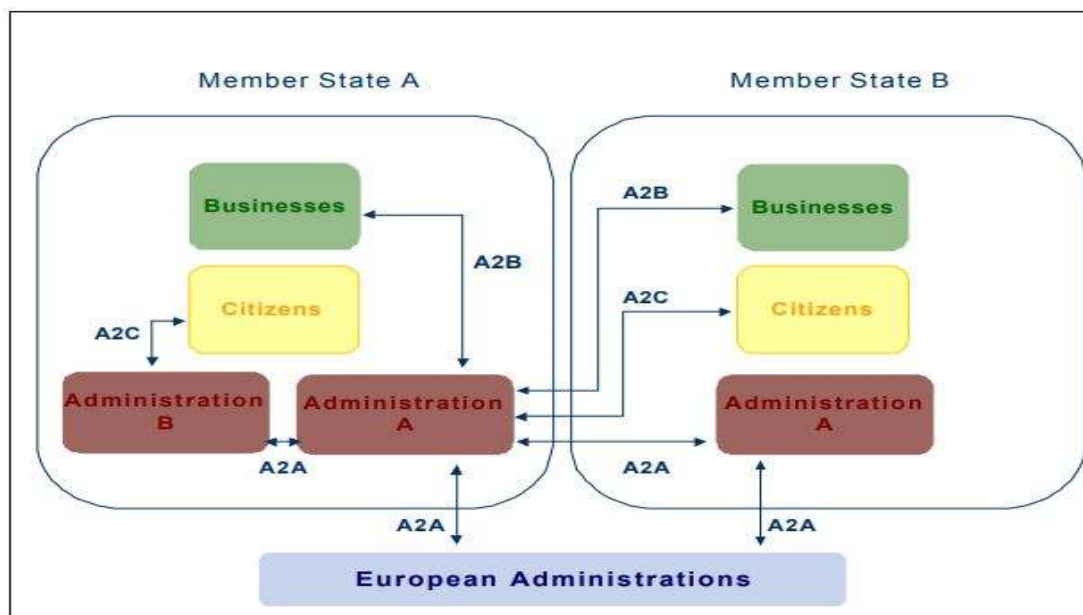 Member State A
Member State B
Businesses
A2B
Businesses
A2B
Citizens
A2C
Citizens
A2C
Administration
B
Administration
A
Administration
A
A2A
A2A
A2A
A2A
European Administrations